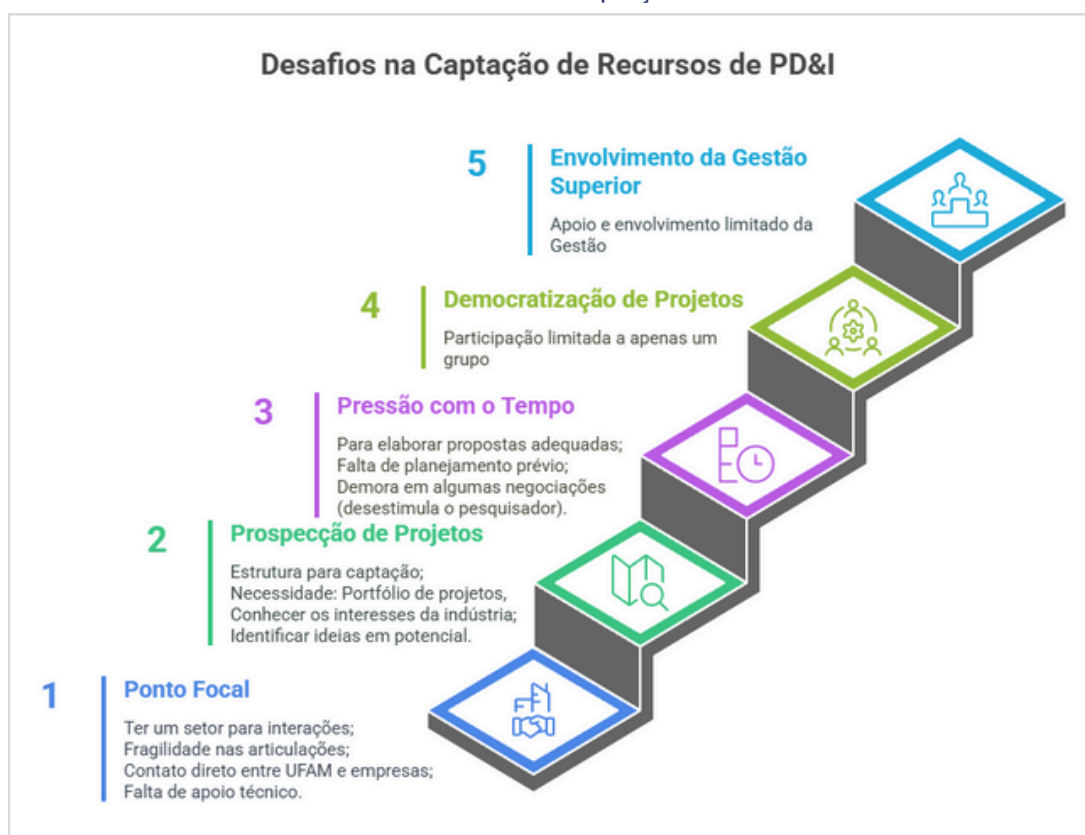 Desafios na Captação de Recursos de PD&I
5
Envolvimento da Gestão
Superior
Apoio e envolvimento limitado da
Gestão
4
Democratização de Projetos
Participação limitada a apenas um
grupo
3
Pressão com o Tempo
Para elaborar propostas adequadas;
Falta de planejamento prévio;
Demora em algumas negociações
(desestimula o pesquisador).
2
Prospecção de Projetos
Estrutura para captação;
Necessidade: Portfólio de projetos,
Conhecer os interesses da indústria;
Identificar ideias em potencial.
1
Ponto Focal
Ter um setor para interações;
Fragilidade nas articulações;
Contato direto entre UFAM e empresas;
Falta de apoio técnico.